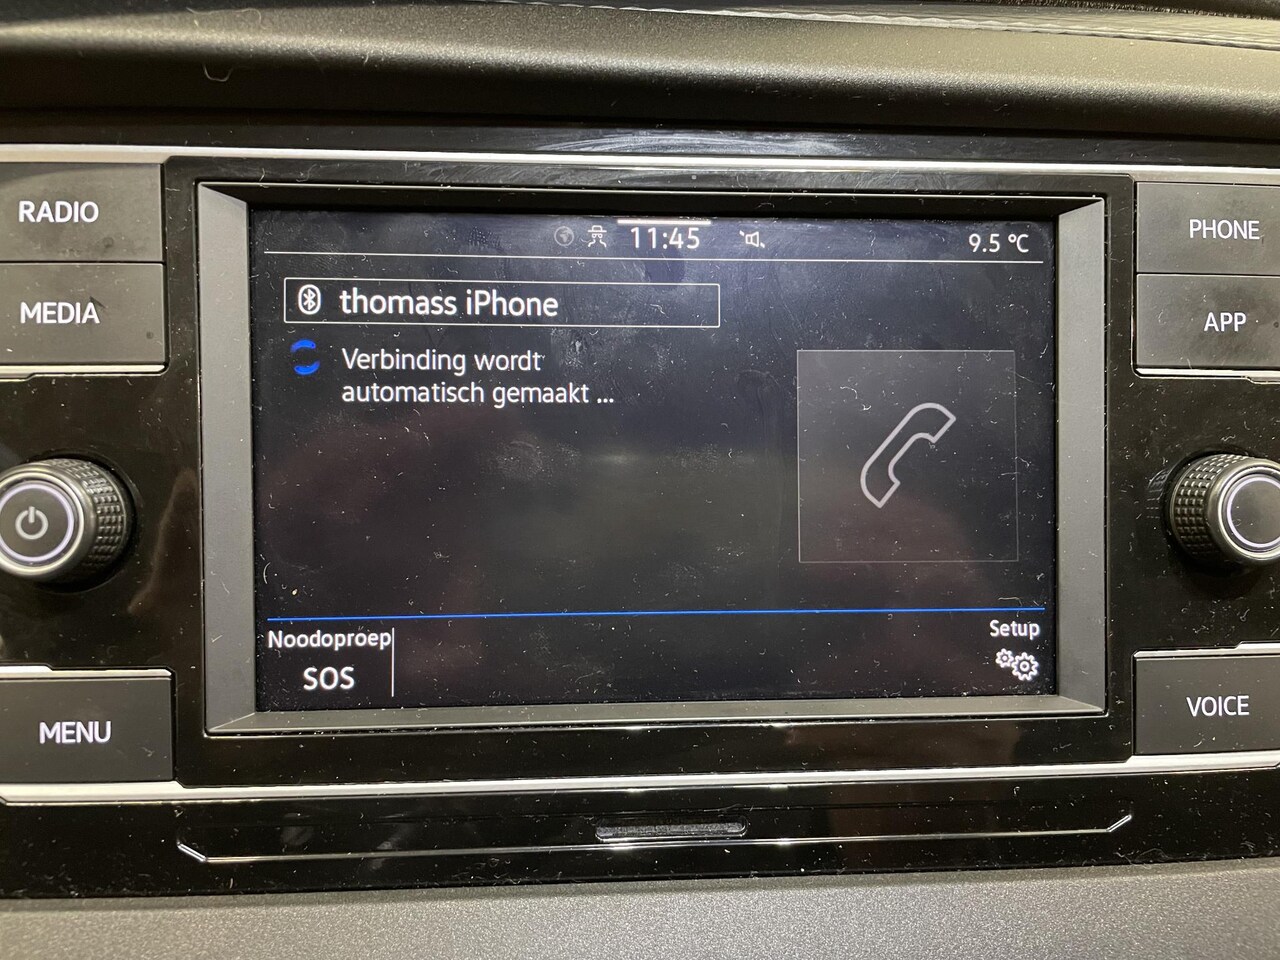 RADIO
MEDIA
MENU
11:45
9.5 °C
thomass iPhone
Verbinding wordt
automatisch gemaakt ...
Noodoproep
SOS
Setup
PHONE
APP
VOICE